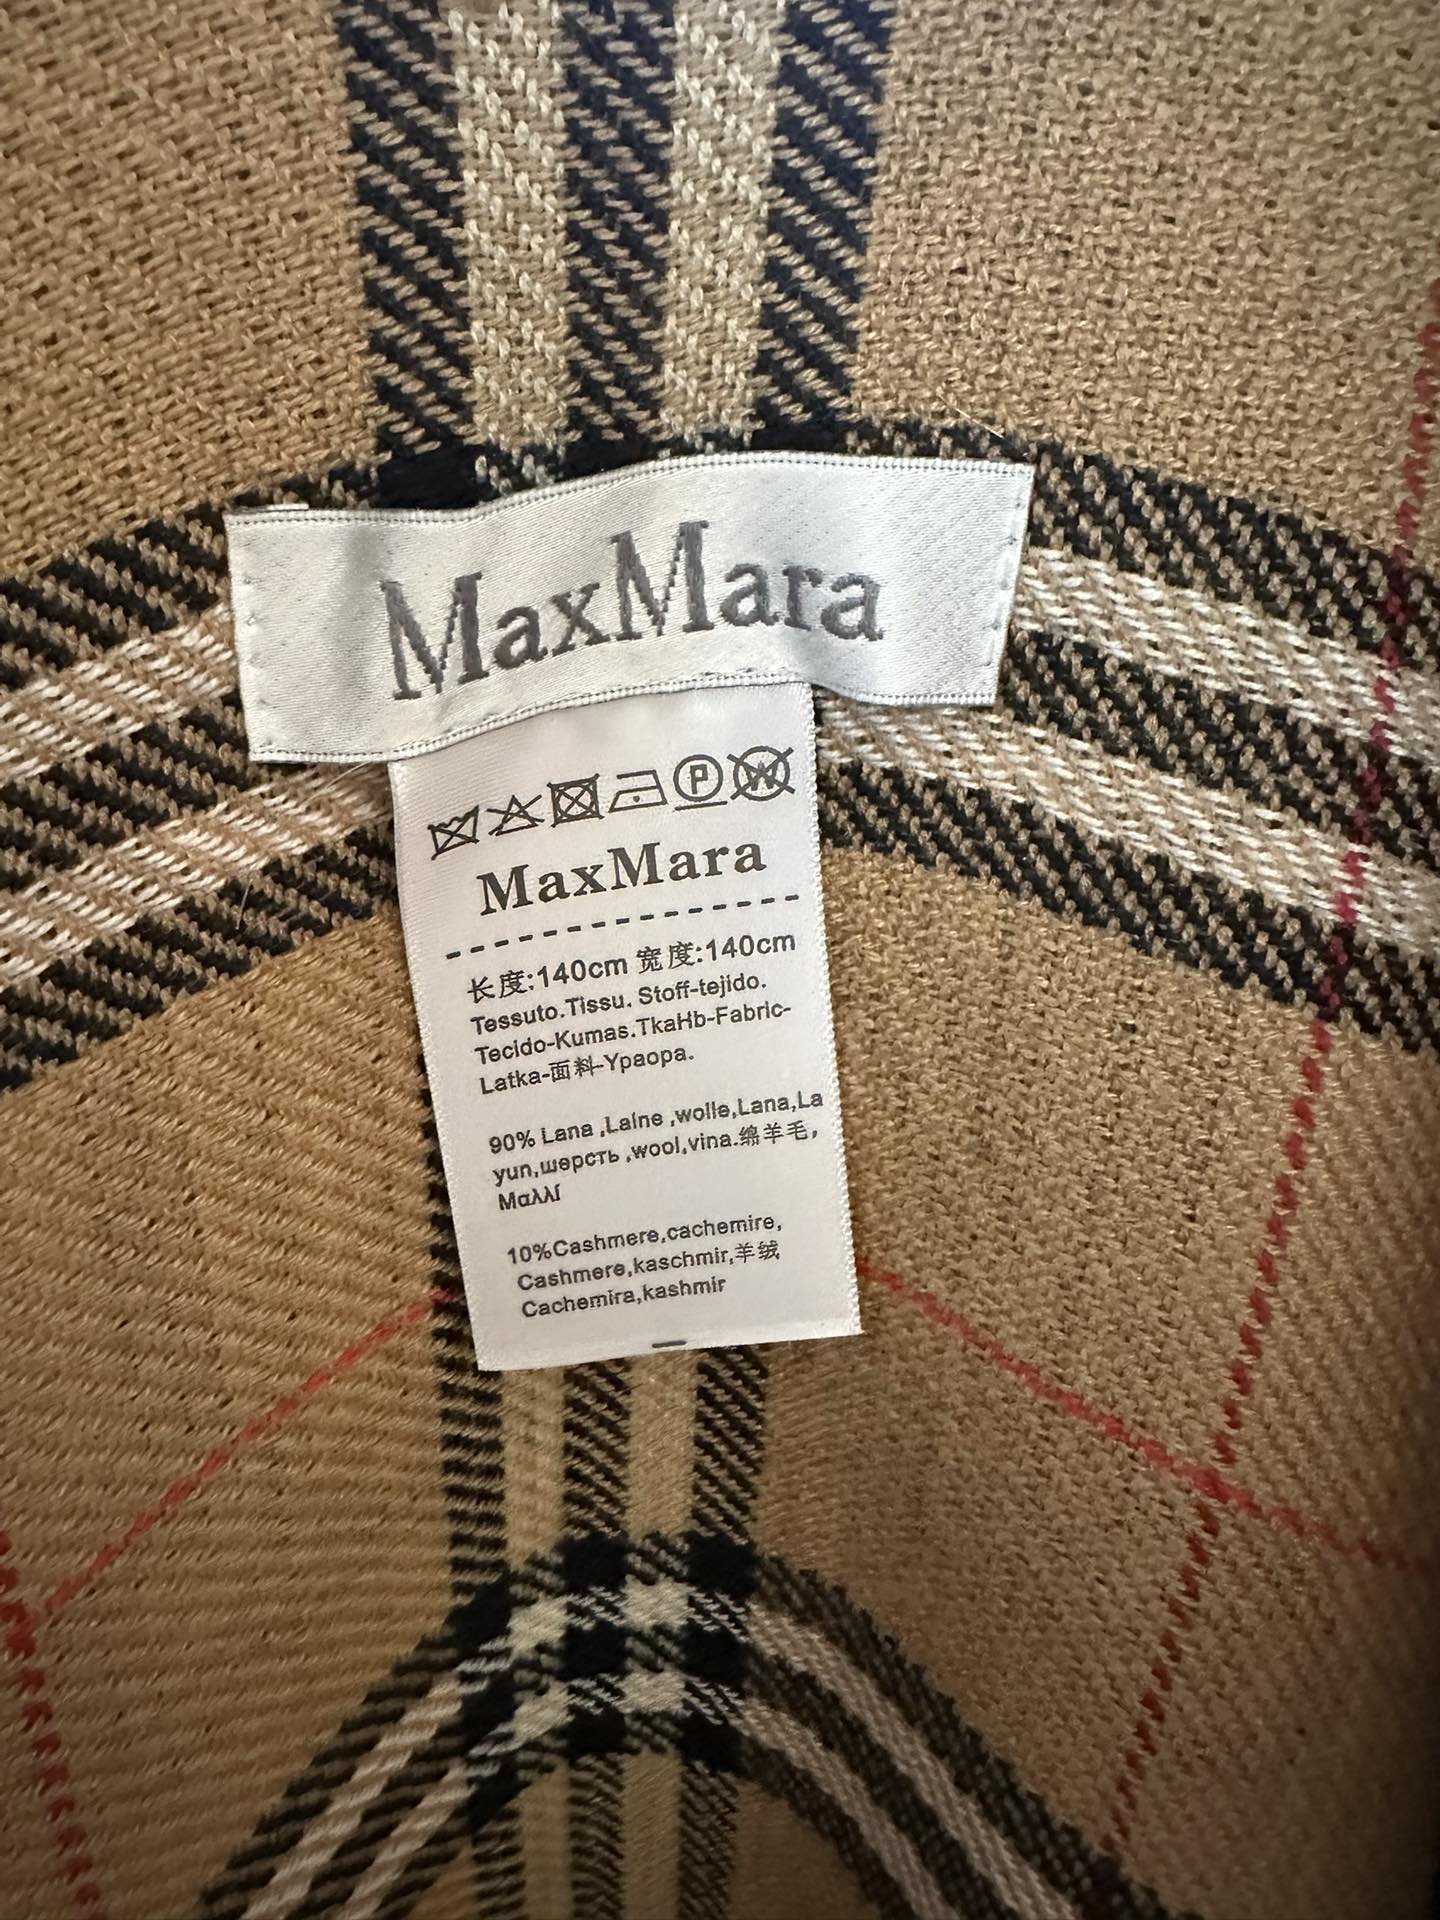 MaxMara
P W
MaxMara
长度:140cm 宽度:140cm
Tessuto.Tissu. Stoff-tejido.
Tecido-Kumas.TkaHb-Fabric-
Latka-面料-Ypaopa.
90% Lana ,Laine ,wolle,Lana,La
yun,шерсть ,wool,vina.绵羊毛,
Μαλλί
10%Cashmere,cachemire,
Cashmere,kaschmir,羊绒
Cachemira,kashmir